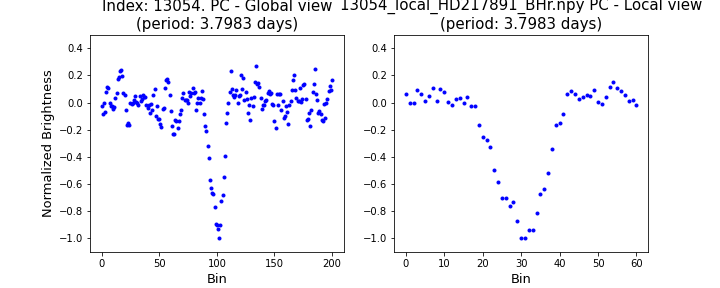 Index: 13054. PC - Global view
(period: 3.7983 days)
13054_local_HD217891_BHr.npy PC - Local view
(period: 3.7983 days)
Normalized Brightness
0.4
0.2
0.0
−0.2
−0.4
−0.6
−0.8
−1.0
0 50 100 150 200
Bin
0.4
0.2
0.0
−0.2
−0.4
−0.6
−0.8
−1.0
0 10 20 30 40 50 60
Bin